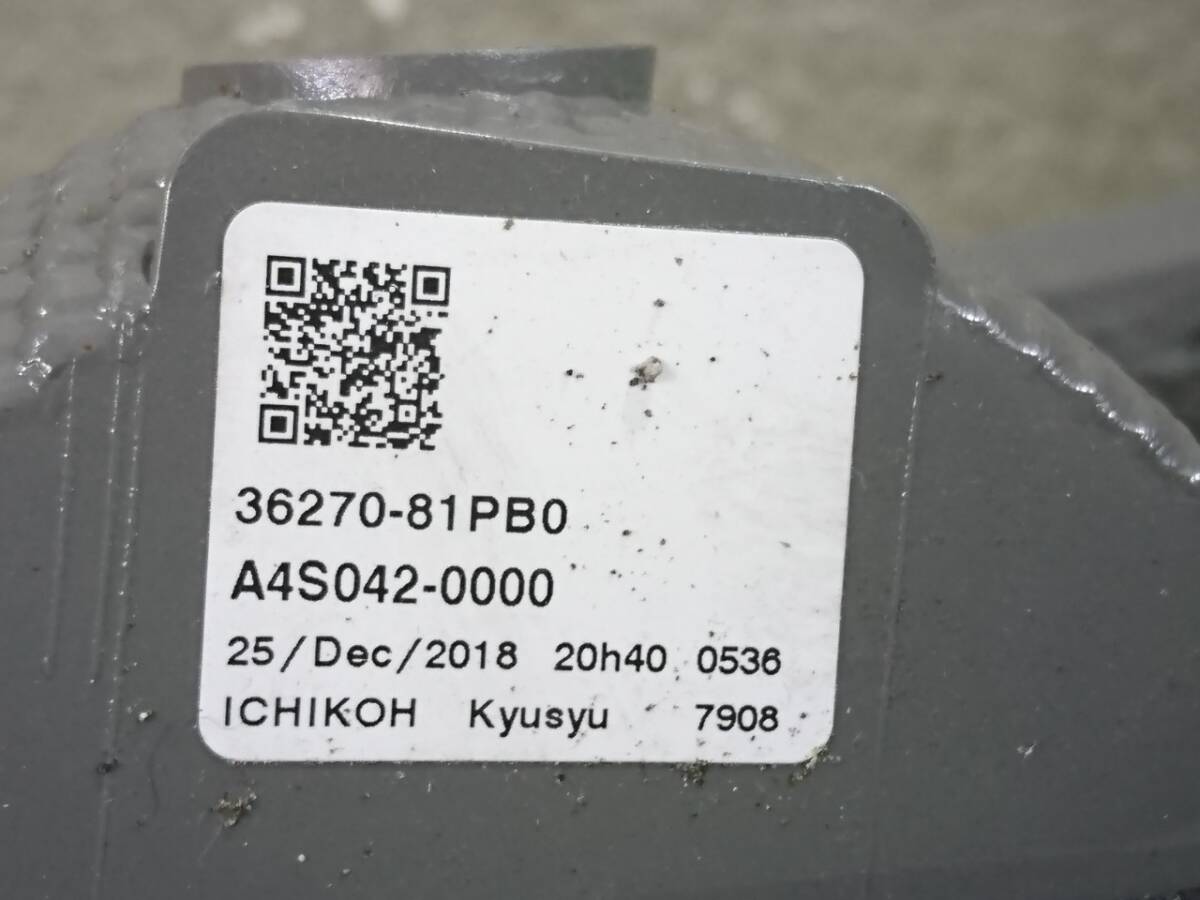 36270-81PB0
A4S042-0000
25/Dec/2018 20h40 0536
ICHIKOH Kyusyu 7908